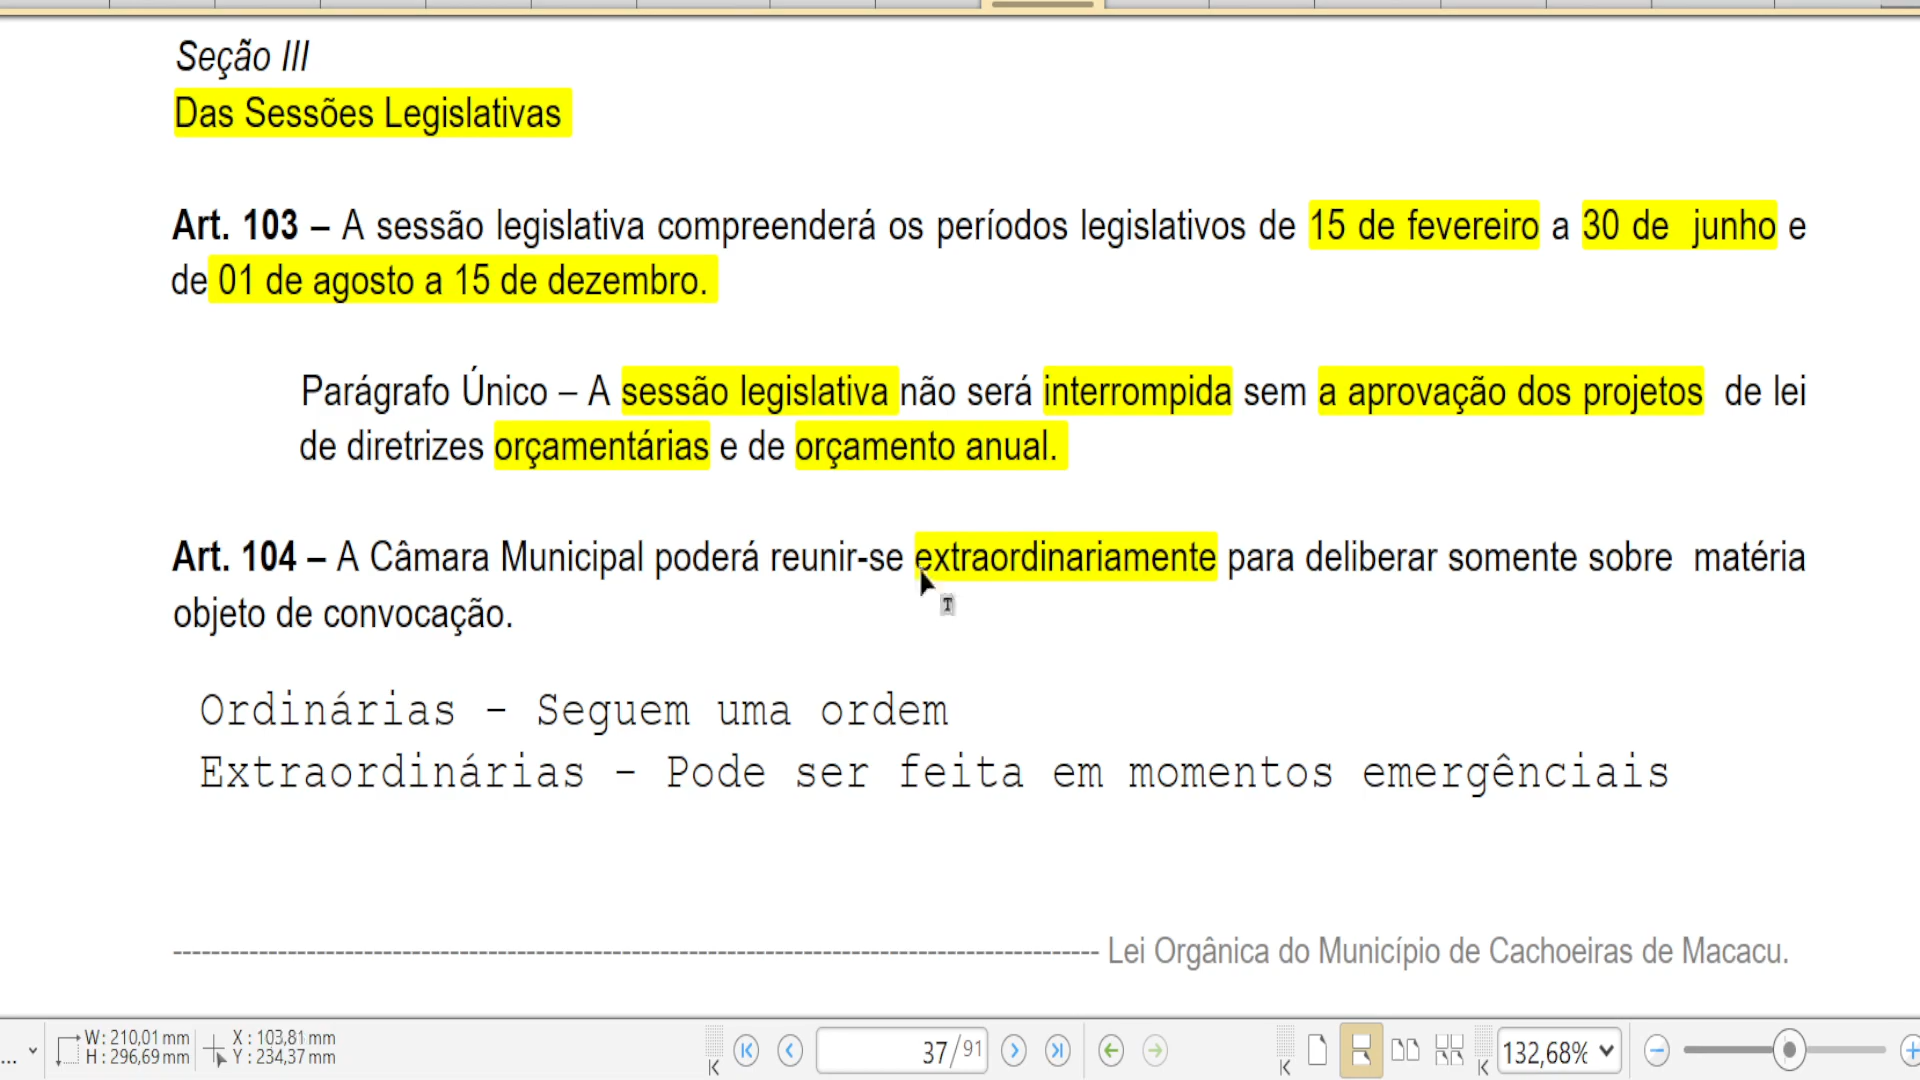 Seção III
Das Sessões Legislativas
Art. 103 – A sessão legislativa compreenderá os períodos legislativos de 15 de fevereiro a 30 de junho e
de 01 de agosto a 15 de dezembro.
Parágrafo Único – A sessão legislativa não será interrompida sem a aprovação dos projetos de lei
de diretrizes orçamentárias e de orçamento anual.
Art. 104 – A Câmara Municipal poderá reunir-se extraordinariamente para deliberar somente sobre matéria
objeto de convocação.
Ordinárias - Seguem uma ordem
Extraordinárias - Pode ser feita em momentos emergênciais
Lei Orgânica do Município de Cachoeiras de Macacu.
... W: 210,01 mm X : 103,81 mm 37/91 132,68%
H : 296,69 mm Y : 234,37 mm